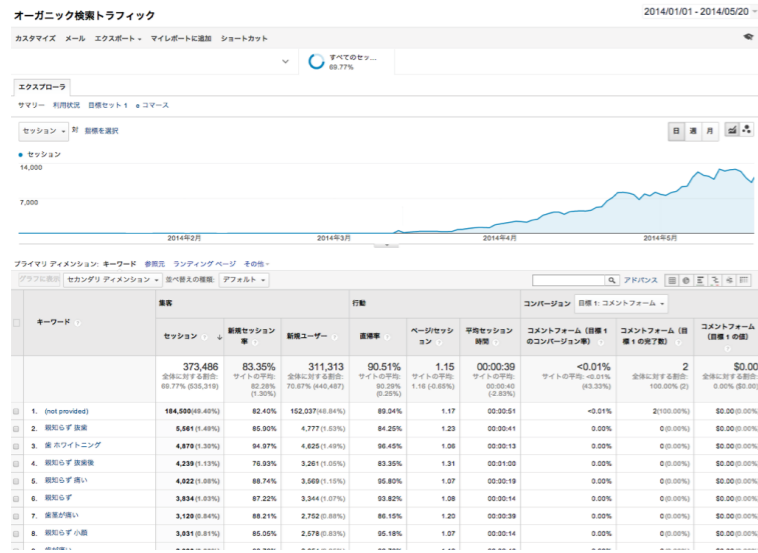 オーガニック検索トラフィック
2014/01/01 - 2014/05/20
カスタマイズ メール エクスポート マイレポートに追加 ショートカット
すべてのセッ...
69.77%
エクスプローラ
サマリー 利用状況 目標セット 1 e コマース
セッション 対 指標を選択 日 週 月
セッション
14,000
7,000
2014年2月 2014年3月 2014年4月 2014年5月
プライマリ ディメンション: キーワード 参照元 ランディング ページ その他
グラフに表示 セカンダリ ディメンション 並べ替えの種類: デフォルト アドバンス
キーワード 集客 行動 コンバージョン 目標 1: コメントフォーム
セッション 新規セッション率 新規ユーザー 直帰率 ページ/セッション 平均セッション時間 コメントフォーム（目標 1 のコンバージョン率） コメントフォーム（目標 1 の完了数） コメントフォーム（目標 1 の値）
373,486 83.35% 311,313 90.51% 1.15 00:00:39 <0.01% 2 $0.00
全体に対する割合: 69.77% (535,319) サイトの平均: 82.28% (1.30%) 全体に対する割合: 70.67% (440,487) サイトの平均: 90.29% (0.25%) サイトの平均: 1.16 (-0.65%) サイトの平均: 00:00:40 (-2.83%) サイトの平均: <0.01% (43.33%) 全体に対する割合: 100.00% (2) 全体に対する割合: 0.00% ($0.00)
1. (not provided) 184,500(49.40%) 82.40% 152,037(48.84%) 89.04% 1.17 00:00:51 <0.01% 2(100.00%) $0.00(0.00%)
2. 親知らず 抜歯 5,561(1.49%) 85.90% 4,777(1.53%) 84.25% 1.23 00:00:41 0.00% 0(0.00%) $0.00(0.00%)
3. 歯 ホワイトニング 4,870(1.30%) 94.97% 4,625(1.49%) 96.45% 1.06 00:00:13 0.00% 0(0.00%) $0.00(0.00%)
4. 親知らず 抜歯後 4,239(1.13%) 76.93% 3,261(1.05%) 83.35% 1.31 00:01:00 0.00% 0(0.00%) $0.00(0.00%)
5. 親知らず 痛い 4,022(1.08%) 88.74% 3,569(1.15%) 95.80% 1.07 00:00:19 0.00% 0(0.00%) $0.00(0.00%)
6. 親知らず 3,834(1.03%) 87.22% 3,344(1.07%) 93.82% 1.08 00:00:14 0.00% 0(0.00%) $0.00(0.00%)
7. 歯茎が痛い 3,120(0.84%) 88.21% 2,752(0.88%) 86.15% 1.20 00:00:39 0.00% 0(0.00%) $0.00(0.00%)
8. 親知らず 小顔 3,031(0.81%) 85.05% 2,578(0.83%) 95.18% 1.07 00:00:14 0.00% 0(0.00%) $0.00(0.00%)